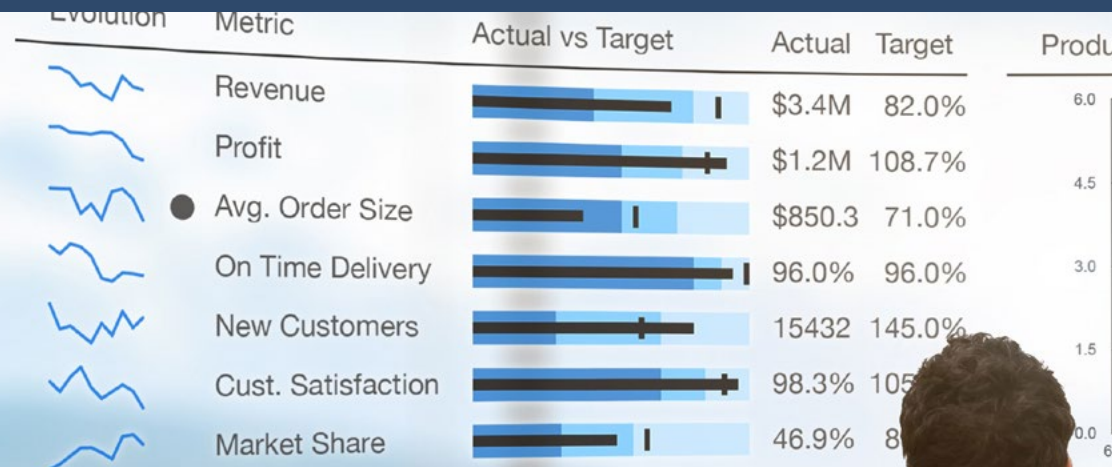 Evolution Metric Actual vs Target Actual Target
Revenue $3.4M 82.0%
Profit $1.2M 108.7%
Avg. Order Size $850.3 71.0%
On Time Delivery 96.0% 96.0%
New Customers 15432 145.0%
Cust. Satisfaction 98.3%
Market Share 46.9%
6.0
4.5
3.0
1.5
0.0